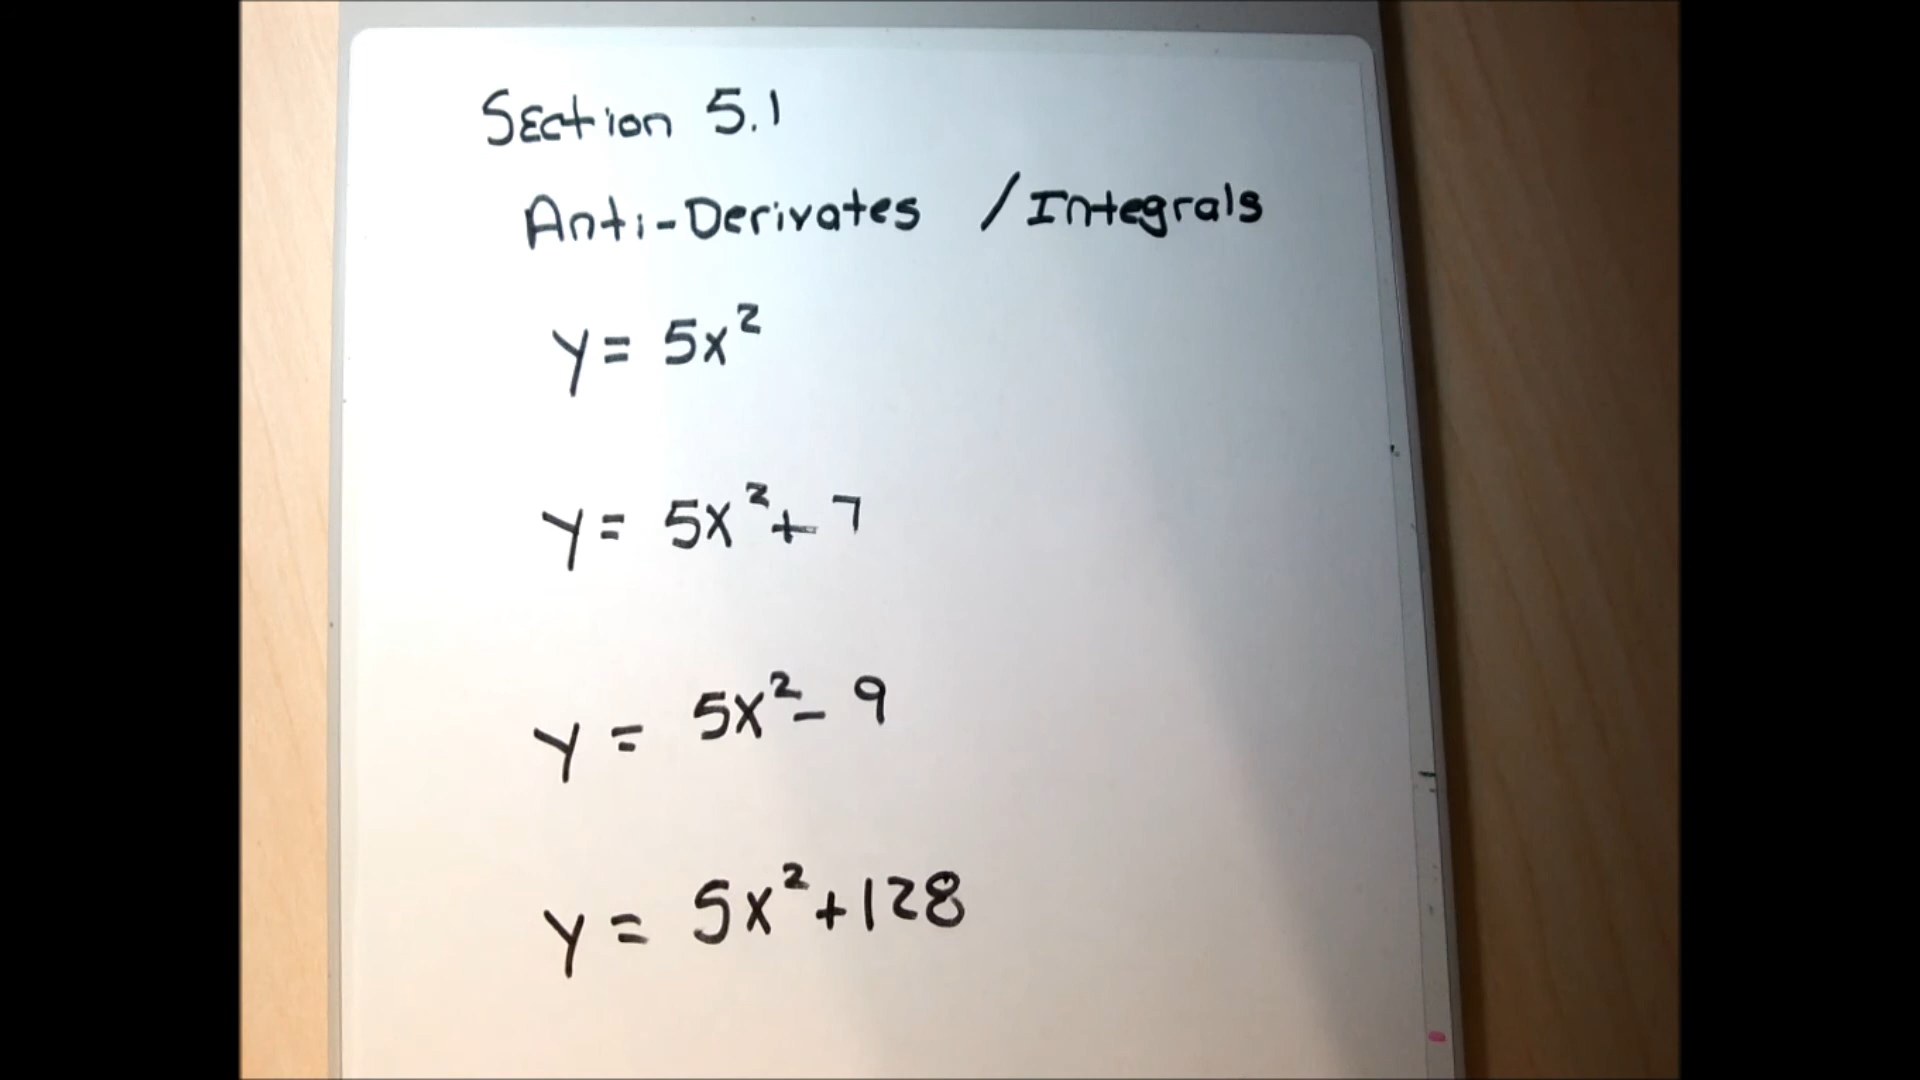 Section 5.1
Anti-Derivates / Integrals
y = 5x²
y = 5x² + 7
y = 5x² - 9
y = 5x² + 128